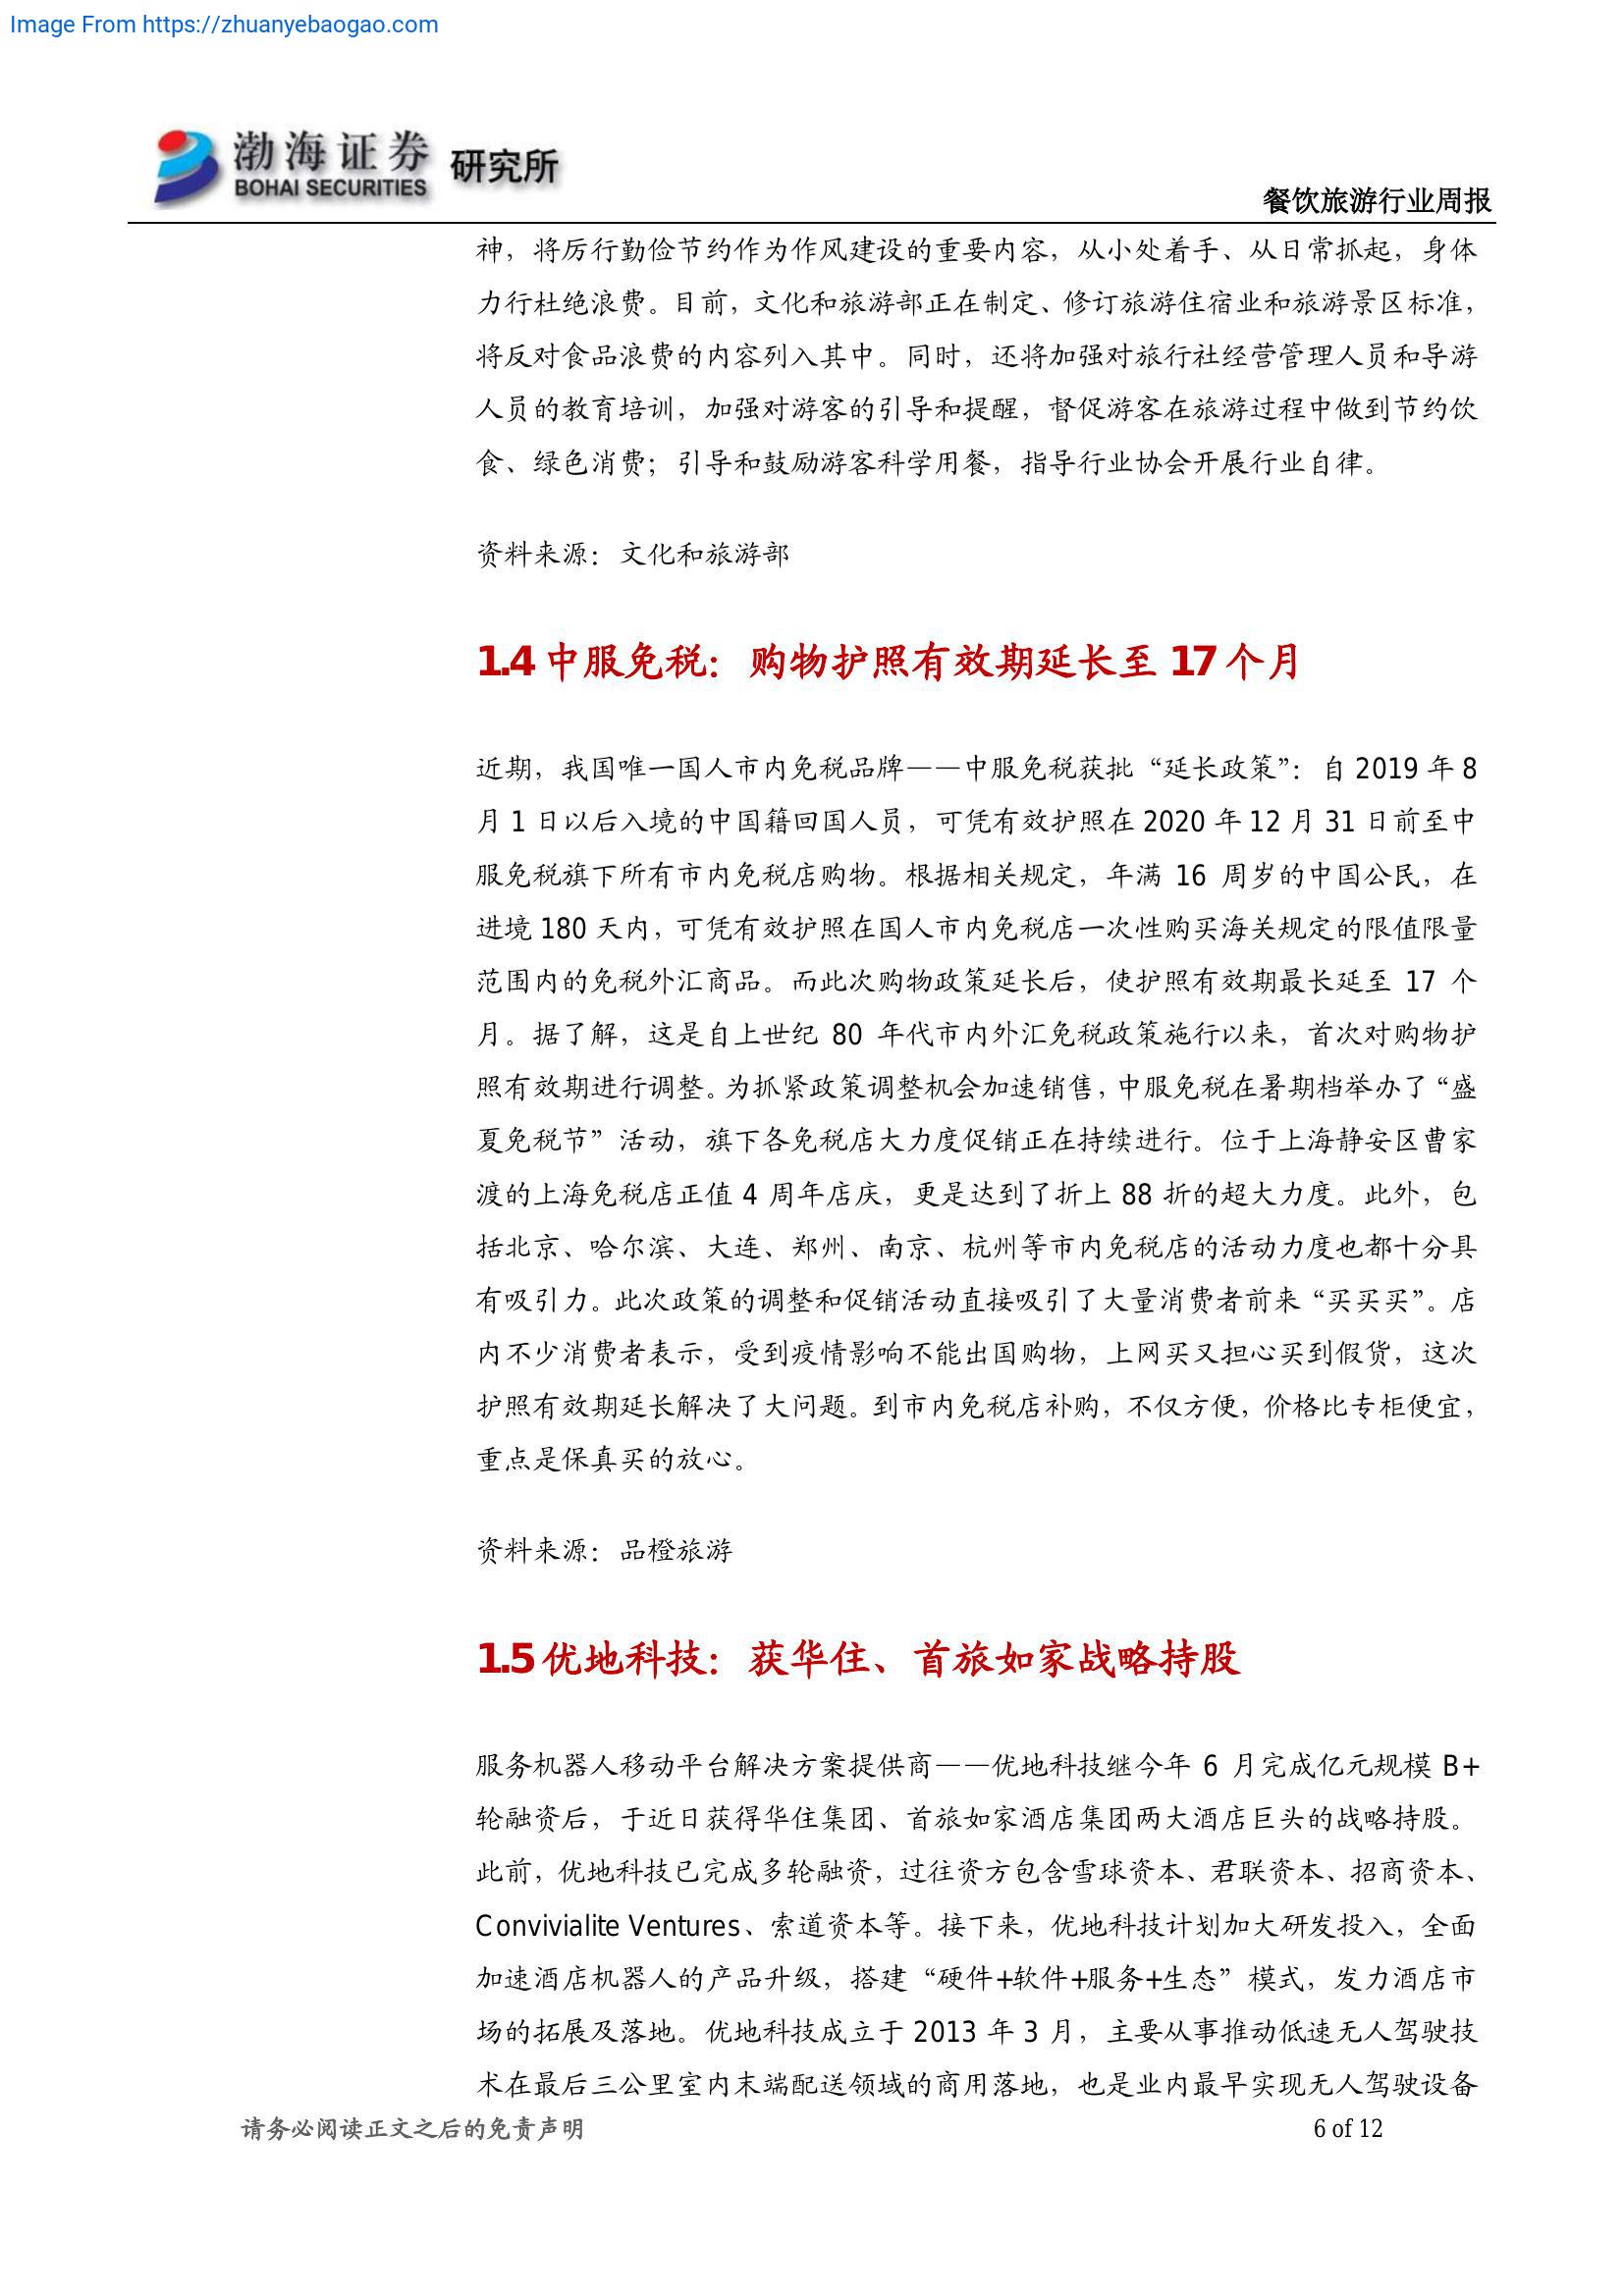 Image From https://zhuanyebaogao.com
渤海证券 研究所
BOHAI SECURITIES
餐饮旅游行业周报
神，将厉行勤俭节约作为作风建设的重要内容，从小处着手、从日常抓起，身体
力行杜绝浪费。目前，文化和旅游部正在制定、修订旅游住宿业和旅游景区标准，
将反对食品浪费的内容列入其中。同时，还将加强对旅行社经营管理人员和导游
人员的教育培训，加强对游客的引导和提醒，督促游客在旅游过程中做到节约饮
食、绿色消费；引导和鼓励游客科学用餐，指导行业协会开展行业自律。
资料来源：文化和旅游部
1.4 中服免税：购物护照有效期延长至 17 个月
近期，我国唯一国人市内免税品牌——中服免税获批“延长政策”：自 2019 年 8
月 1 日以后入境的中国籍回国人员，可凭有效护照在 2020 年 12 月 31 日前至中
服免税旗下所有市内免税店购物。根据相关规定，年满 16 周岁的中国公民，在
进境 180 天内，可凭有效护照在国人市内免税店一次性购买海关规定的限值限量
范围内的免税外汇商品。而此次购物政策延长后，使护照有效期最长延至 17 个
月。据了解，这是自上世纪 80 年代市内外汇免税政策施行以来，首次对购物护
照有效期进行调整。为抓紧政策调整机会加速销售，中服免税在暑期档举办了“盛
夏免税节”活动，旗下各免税店大力度促销正在持续进行。位于上海静安区曹家
渡的上海免税店正值 4 周年店庆，更是达到了折上 88 折的超大力度。此外，包
括北京、哈尔滨、大连、郑州、南京、杭州等市内免税店的活动力度也都十分具
有吸引力。此次政策的调整和促销活动直接吸引了大量消费者前来“买买买”。店
内不少消费者表示，受到疫情影响不能出国购物，上网买又担心买到假货，这次
护照有效期延长解决了大问题。到市内免税店补购，不仅方便，价格比专柜便宜，
重点是保真买的放心。
资料来源：品橙旅游
1.5 优地科技：获华住、首旅如家战略持股
服务机器人移动平台解决方案提供商——优地科技继今年 6 月完成亿元规模 B+
轮融资后，于近日获得华住集团、首旅如家酒店集团两大酒店巨头的战略持股。
此前，优地科技已完成多轮融资，过往资方包含雪球资本、君联资本、招商资本、
Convivialite Ventures、索道资本等。接下来，优地科技计划加大研发投入，全面
加速酒店机器人的产品升级，搭建“硬件+软件+服务+生态”模式，发力酒店市
场的拓展及落地。优地科技成立于 2013 年 3 月，主要从事推动低速无人驾驶技
术在最后三公里室内末端配送领域的商用落地，也是业内最早实现无人驾驶设备
请务必阅读正文之后的免责声明
6 of 12